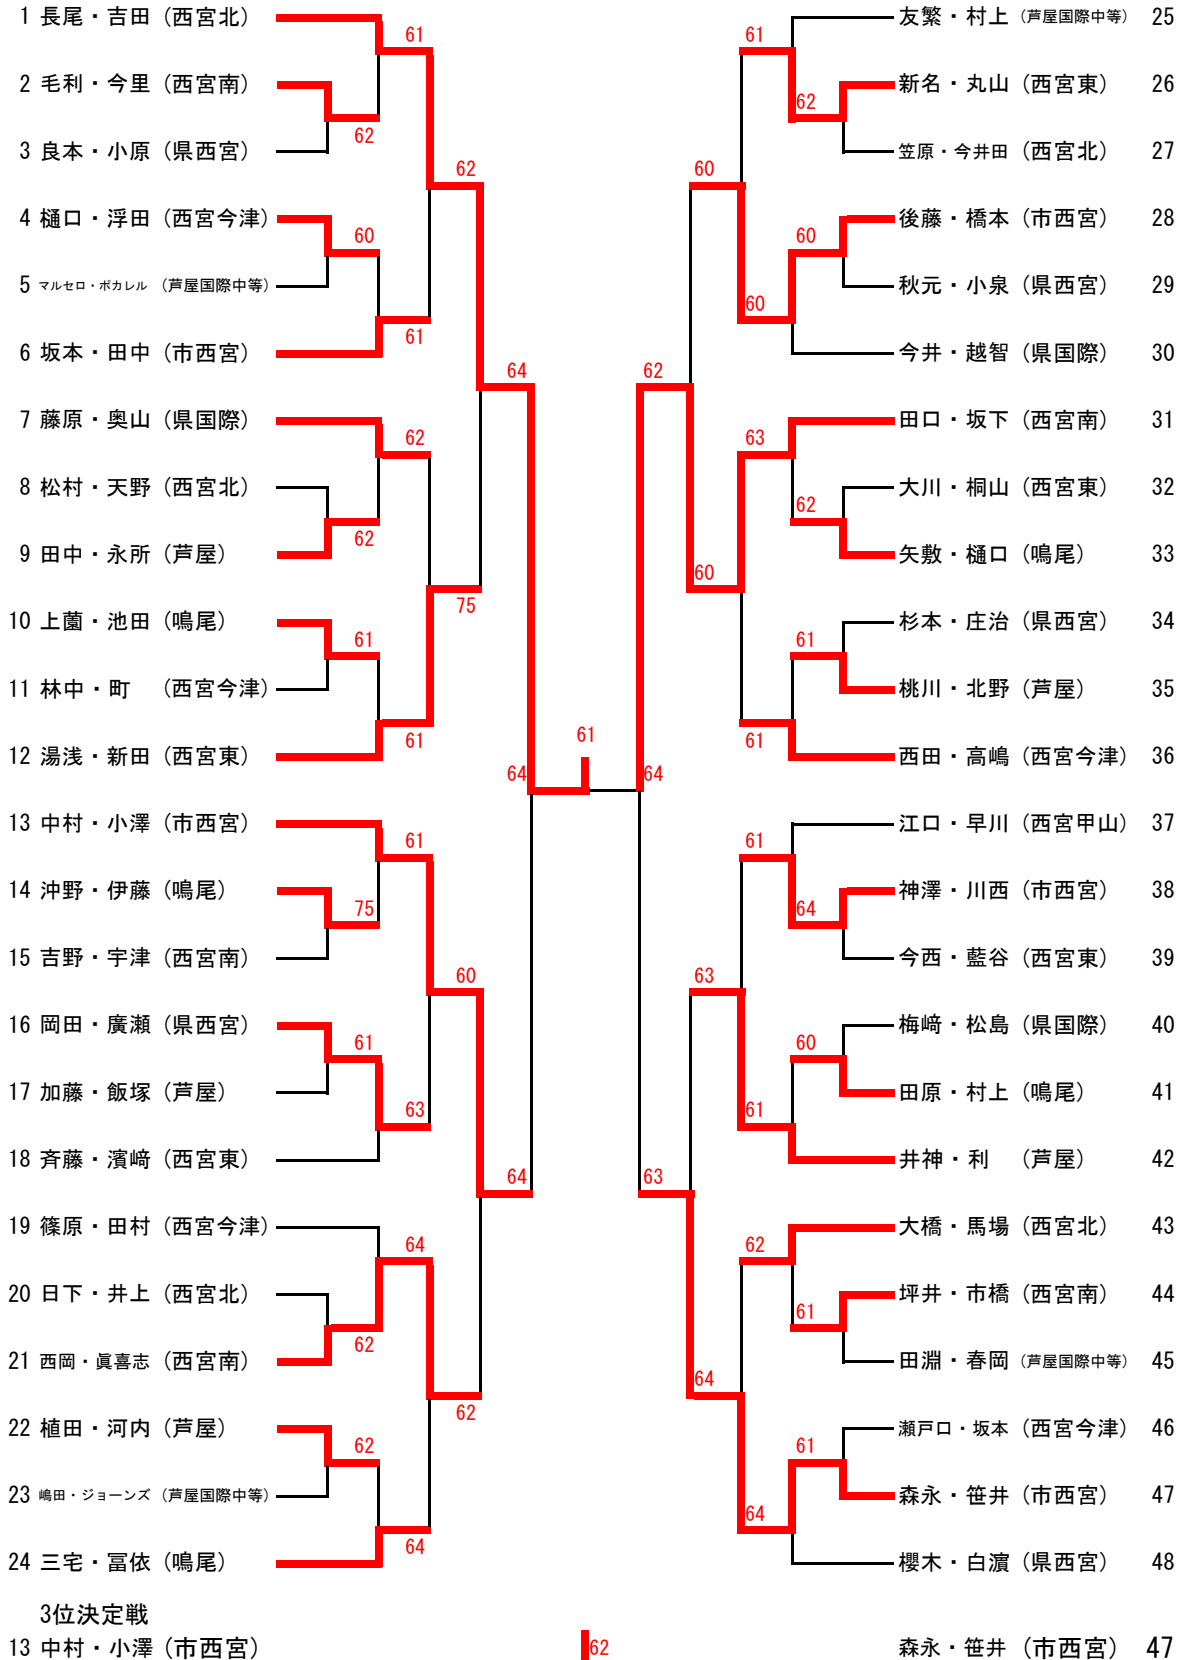 1 長尾・吉田（西宮北）
61
2 毛利・今里（西宮南）
62
3 良本・小原（県西宮）
62
4 樋口・浮田（西宮今津）
60
5 マルセロ・ポカレル（芦屋国際中等）
61
6 坂本・田中（市西宮）
64
7 藤原・奥山（県国際）
62
8 松村・天野（西宮北）
62
9 田中・永所（芦屋）
75
10 上薗・池田（鳴尾）
61
11 林中・町　（西宮今津）
61
12 湯浅・新田（西宮東）
64
13 中村・小澤（市西宮）
61
14 沖野・伊藤（鳴尾）
75
15 吉野・宇津（西宮南）
60
16 岡田・廣瀬（県西宮）
61
17 加藤・飯塚（芦屋）
63
18 斉藤・濱﨑（西宮東）
64
19 篠原・田村（西宮今津）
64
20 日下・井上（西宮北）
62
21 西岡・眞喜志（西宮南）
62
22 植田・河内（芦屋）
62
23 嶋田・ジョーンズ（芦屋国際中等）
64
24 三宅・冨依（鳴尾）
61
友繁・村上（芦屋国際中等） 25
61
新名・丸山（西宮東） 26
62
笠原・今井田（西宮北） 27
60
後藤・橋本（市西宮） 28
60
秋元・小泉（県西宮） 29
60
今井・越智（県国際） 30
62
田口・坂下（西宮南） 31
63
大川・桐山（西宮東） 32
62
矢敷・樋口（鳴尾） 33
60
杉本・庄治（県西宮） 34
61
桃川・北野（芦屋） 35
61
西田・高嶋（西宮今津） 36
64
江口・早川（西宮甲山） 37
61
神澤・川西（市西宮） 38
64
今西・藍谷（西宮東） 39
63
梅﨑・松島（県国際） 40
60
田原・村上（鳴尾） 41
61
井神・利　（芦屋） 42
63
大橋・馬場（西宮北） 43
62
坪井・市橋（西宮南） 44
61
田淵・春岡（芦屋国際中等） 45
64
瀬戸口・坂本（西宮今津） 46
61
森永・笹井（市西宮） 47
64
櫻木・白濵（県西宮） 48
3位決定戦
13 中村・小澤（市西宮） 62 森永・笹井（市西宮） 47